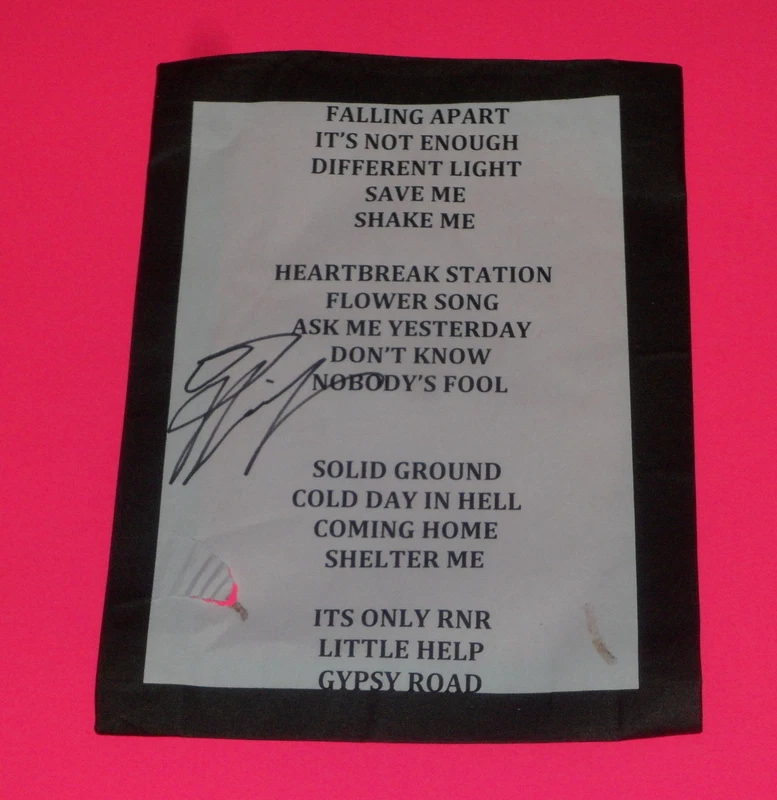 FALLING APART
IT'S NOT ENOUGH
DIFFERENT LIGHT
SAVE ME
SHAKE ME
HEARTBREAK STATION
FLOWER SONG
ASK ME YESTERDAY
DON'T KNOW
NOBODY'S FOOL
SOLID GROUND
COLD DAY IN HELL
COMING HOME
SHELTER ME
ITS ONLY RNR
LITTLE HELP
GYPSY ROAD